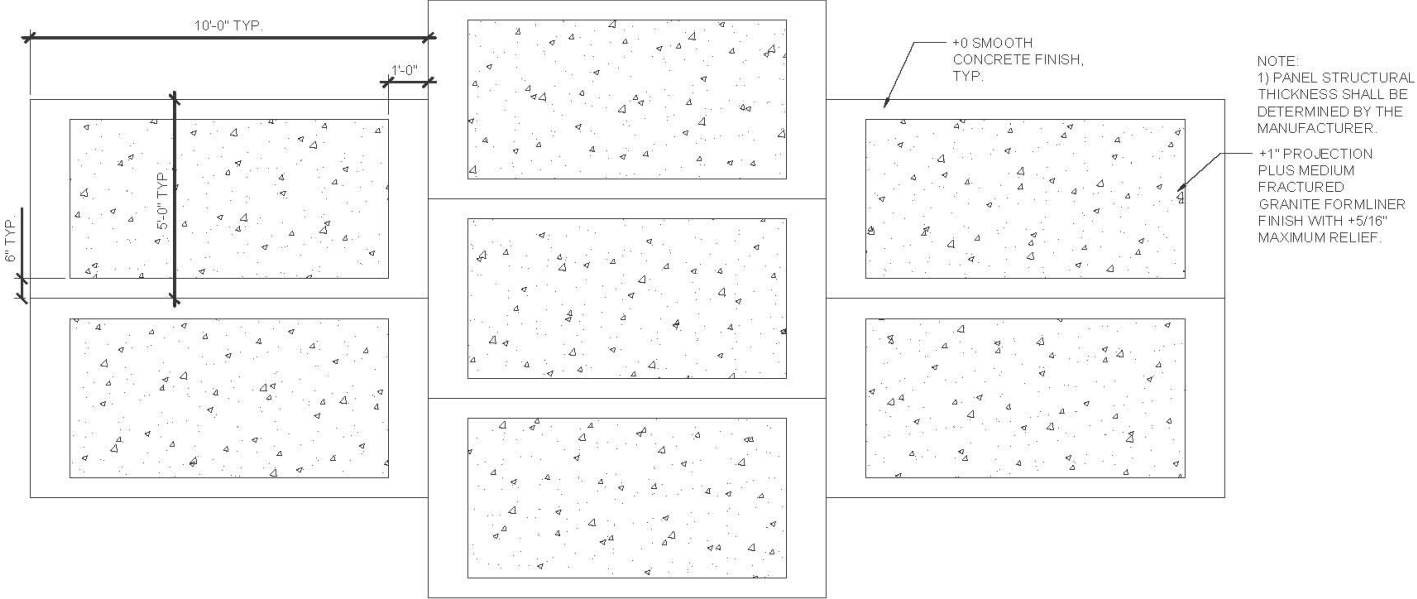 10'-0" TYP.
1'-0"
5'-0" TYP.
6" TYP.
+0 SMOOTH
CONCRETE FINISH,
TYP.
NOTE:
1) PANEL STRUCTURAL
THICKNESS SHALL BE
DETERMINED BY THE
MANUFACTURER.
+1" PROJECTION
PLUS MEDIUM
FRACTURED
GRANITE FORMLINER
FINISH WITH +5/16"
MAXIMUM RELIEF.